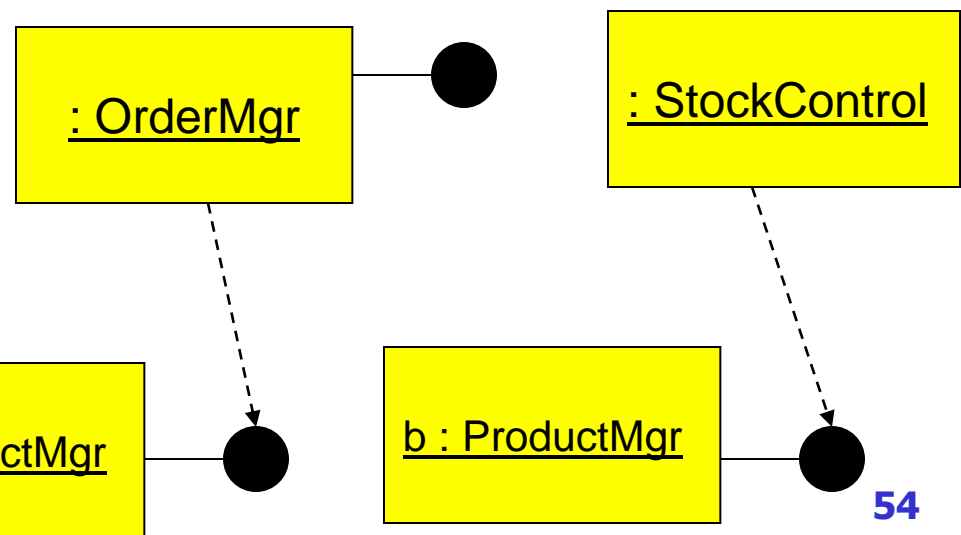 : OrderMgr
: StockControl
ctMgr
b : ProductMgr
54